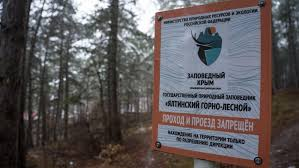 МИНИСТЕРСТВО ПРИРОДНЫХ РЕСУРСОВ И ЭКОЛОГИИ
РОССИЙСКОЙ ФЕДЕРАЦИИ
ЗАПОВЕДНЫЙ
КРЫМ
ГОСУДАРСТВЕННЫЙ ПРИРОДНЫЙ ЗАПОВЕДНИК
«ЯЛТИНСКИЙ ГОРНО-ЛЕСНОЙ»
ПРОХОД И ПРОЕЗД ЗАПРЕЩЁН
НАХОЖДЕНИЕ НА ТЕРРИТОРИИ ТОЛЬКО
ПО РАЗРЕШЕНИЮ ДИРЕКЦИИ